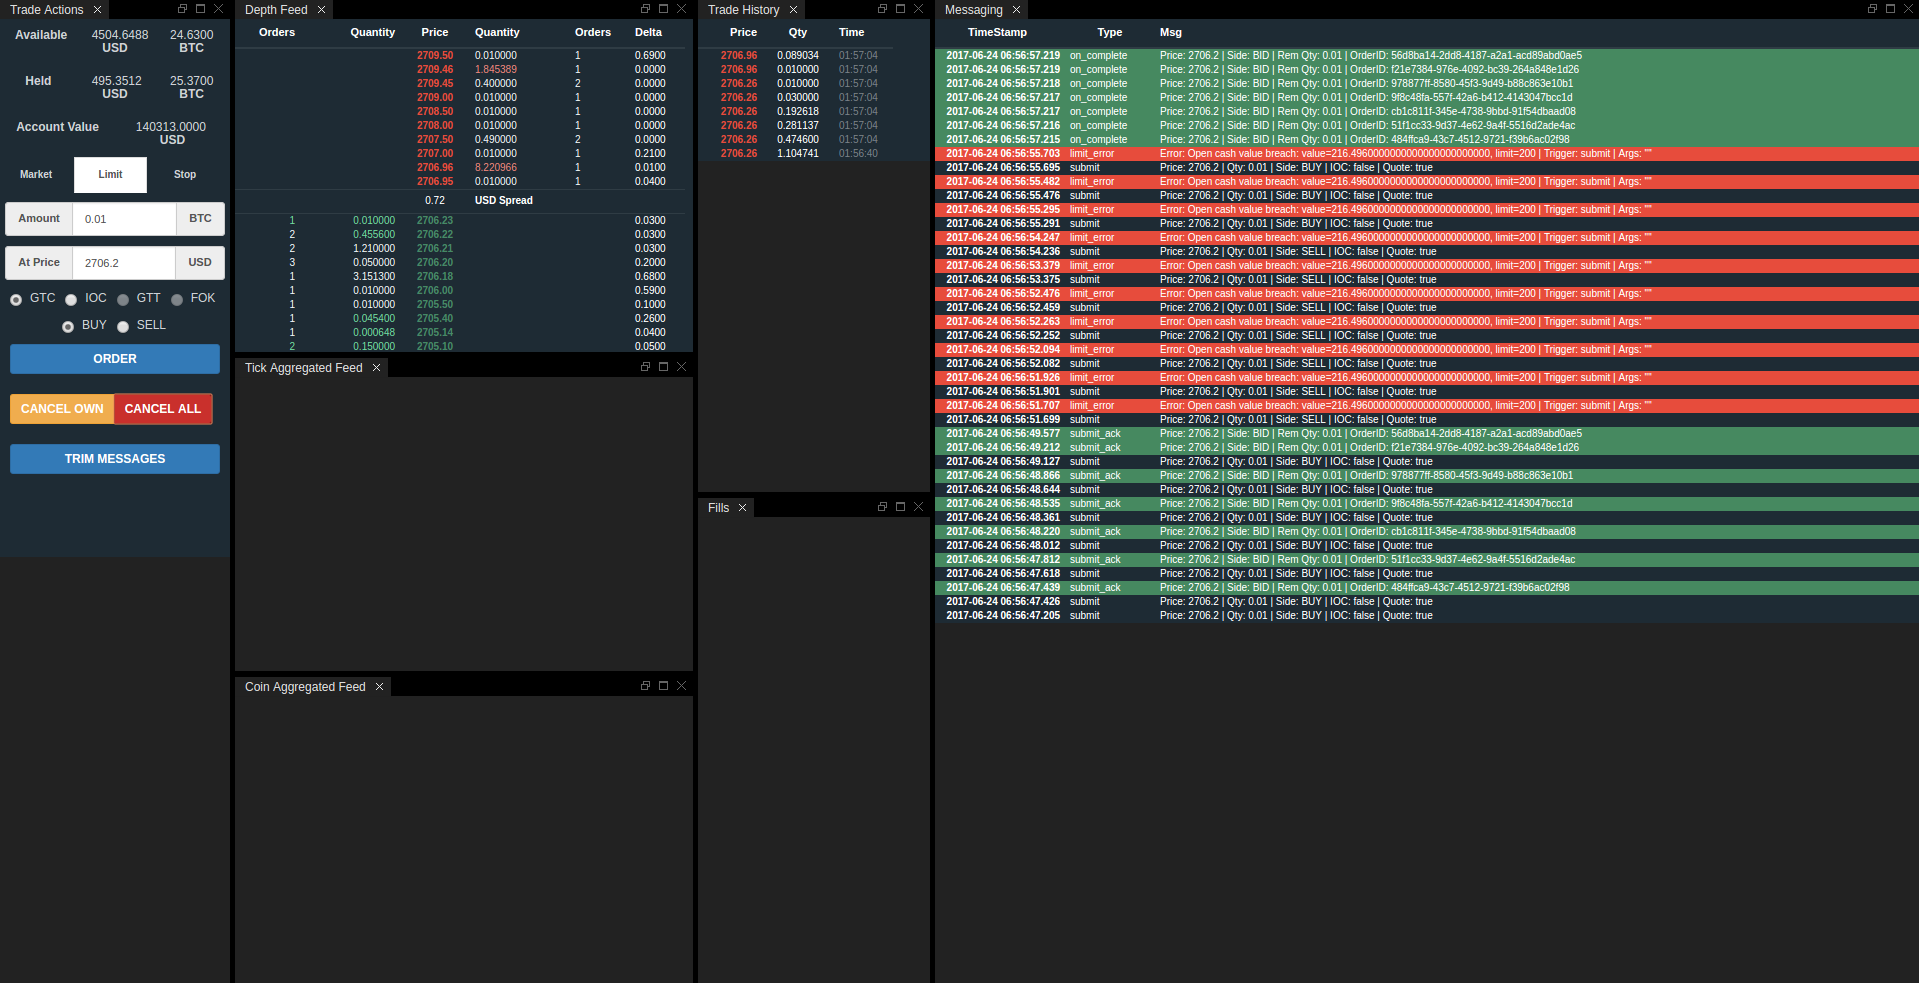 Trade Actions
Available 4504.6488 USD 24.6300 BTC
Held 495.3512 USD 25.3700 BTC
Account Value 140313.0000 USD
Market Limit Stop
Amount 0.01 BTC
At Price 2706.2 USD
GTC IOC GTT FOK
BUY SELL
ORDER
CANCEL OWN CANCEL ALL
TRIM MESSAGES
Depth Feed
Orders Quantity Price Quantity Orders Delta
2709.50 0.010000 1 0.6900
2709.46 1.845389 1 0.0000
2709.45 0.400000 2 0.0000
2709.00 0.010000 1 0.0000
2708.50 0.010000 1 0.0000
2708.00 0.010000 1 0.0000
2707.50 0.490000 2 0.0000
2707.00 0.010000 1 0.2100
2706.96 8.220966 1 0.0100
2706.95 0.010000 1 0.0400
0.72 USD Spread
1 0.010000 2706.23 0.0300
2 0.455600 2706.22 0.0300
2 1.210000 2706.21 0.0300
3 0.050000 2706.20 0.2000
1 3.151300 2706.18 0.6800
1 0.010000 2706.00 0.5900
1 0.010000 2705.50 0.1000
1 0.045400 2705.40 0.2600
1 0.000648 2705.14 0.0400
2 0.150000 2705.10 0.0500
Tick Aggregated Feed
Coin Aggregated Feed
Trade History
Price Qty Time
2706.96 0.089034 01:57:04
2706.96 0.010000 01:57:04
2706.26 0.010000 01:57:04
2706.26 0.030000 01:57:04
2706.26 0.192618 01:57:04
2706.26 0.281137 01:57:04
2706.26 0.474600 01:57:04
2706.26 1.104741 01:56:40
Fills
Messaging
TimeStamp Type Msg
2017-06-24 06:56:57.219 on_complete Price: 2706.2 | Side: BID | Rem Qty: 0.01 | OrderID: 56d8ba14-2dd8-4187-a2a1-acd89abd0ae5
2017-06-24 06:56:57.219 on_complete Price: 2706.2 | Side: BID | Rem Qty: 0.01 | OrderID: f21e7384-976e-4092-bc39-264a848e1d26
2017-06-24 06:56:57.218 on_complete Price: 2706.2 | Side: BID | Rem Qty: 0.01 | OrderID: 978877ff-8580-45f3-9d49-b88c863e10b1
2017-06-24 06:56:57.217 on_complete Price: 2706.2 | Side: BID | Rem Qty: 0.01 | OrderID: 9f8c48fa-557f-42a6-b412-4143047bcc1d
2017-06-24 06:56:57.217 on_complete Price: 2706.2 | Side: BID | Rem Qty: 0.01 | OrderID: cb1c811f-345e-4738-9bbd-91f54dbaad08
2017-06-24 06:56:57.216 on_complete Price: 2706.2 | Side: BID | Rem Qty: 0.01 | OrderID: 51f1cc33-9d37-4e62-9a4f-5516d2ade4ac
2017-06-24 06:56:57.215 on_complete Price: 2706.2 | Side: BID | Rem Qty: 0.01 | OrderID: 484ffca9-43c7-4512-9721-f39b6ac02f98
2017-06-24 06:56:55.703 limit_error Error: Open cash value breach: value=216.4960000000000000000000000, limit=200 | Trigger: submit | Args: ""
2017-06-24 06:56:55.695 submit Price: 2706.2 | Qty: 0.01 | Side: BUY | IOC: false | Quote: true
2017-06-24 06:56:55.482 limit_error Error: Open cash value breach: value=216.4960000000000000000000000, limit=200 | Trigger: submit | Args: ""
2017-06-24 06:56:55.476 submit Price: 2706.2 | Qty: 0.01 | Side: BUY | IOC: false | Quote: true
2017-06-24 06:56:55.295 limit_error Error: Open cash value breach: value=216.4960000000000000000000000, limit=200 | Trigger: submit | Args: ""
2017-06-24 06:56:55.291 submit Price: 2706.2 | Qty: 0.01 | Side: BUY | IOC: false | Quote: true
2017-06-24 06:56:54.247 limit_error Error: Open cash value breach: value=216.4960000000000000000000000, limit=200 | Trigger: submit | Args: ""
2017-06-24 06:56:54.236 submit Price: 2706.2 | Qty: 0.01 | Side: SELL | IOC: false | Quote: true
2017-06-24 06:56:53.379 limit_error Error: Open cash value breach: value=216.4960000000000000000000000, limit=200 | Trigger: submit | Args: ""
2017-06-24 06:56:53.375 submit Price: 2706.2 | Qty: 0.01 | Side: SELL | IOC: false | Quote: true
2017-06-24 06:56:52.476 limit_error Error: Open cash value breach: value=216.4960000000000000000000000, limit=200 | Trigger: submit | Args: ""
2017-06-24 06:56:52.459 submit Price: 2706.2 | Qty: 0.01 | Side: SELL | IOC: false | Quote: true
2017-06-24 06:56:52.263 limit_error Error: Open cash value breach: value=216.4960000000000000000000000, limit=200 | Trigger: submit | Args: ""
2017-06-24 06:56:52.252 submit Price: 2706.2 | Qty: 0.01 | Side: SELL | IOC: false | Quote: true
2017-06-24 06:56:52.094 limit_error Error: Open cash value breach: value=216.4960000000000000000000000, limit=200 | Trigger: submit | Args: ""
2017-06-24 06:56:52.082 submit Price: 2706.2 | Qty: 0.01 | Side: SELL | IOC: false | Quote: true
2017-06-24 06:56:51.926 limit_error Error: Open cash value breach: value=216.4960000000000000000000000, limit=200 | Trigger: submit | Args: ""
2017-06-24 06:56:51.901 submit Price: 2706.2 | Qty: 0.01 | Side: SELL | IOC: false | Quote: true
2017-06-24 06:56:51.707 limit_error Error: Open cash value breach: value=216.4960000000000000000000000, limit=200 | Trigger: submit | Args: ""
2017-06-24 06:56:51.699 submit Price: 2706.2 | Qty: 0.01 | Side: SELL | IOC: false | Quote: true
2017-06-24 06:56:49.577 submit_ack Price: 2706.2 | Side: BID | Rem Qty: 0.01 | OrderID: 56d8ba14-2dd8-4187-a2a1-acd89abd0ae5
2017-06-24 06:56:49.212 submit_ack Price: 2706.2 | Side: BID | Rem Qty: 0.01 | OrderID: f21e7384-976e-4092-bc39-264a848e1d26
2017-06-24 06:56:49.127 submit Price: 2706.2 | Qty: 0.01 | Side: BUY | IOC: false | Quote: true
2017-06-24 06:56:48.866 submit_ack Price: 2706.2 | Side: BID | Rem Qty: 0.01 | OrderID: 978877ff-8580-45f3-9d49-b88c863e10b1
2017-06-24 06:56:48.644 submit Price: 2706.2 | Qty: 0.01 | Side: BUY | IOC: false | Quote: true
2017-06-24 06:56:48.535 submit_ack Price: 2706.2 | Side: BID | Rem Qty: 0.01 | OrderID: 9f8c48fa-557f-42a6-b412-4143047bcc1d
2017-06-24 06:56:48.361 submit Price: 2706.2 | Qty: 0.01 | Side: BUY | IOC: false | Quote: true
2017-06-24 06:56:48.220 submit_ack Price: 2706.2 | Side: BID | Rem Qty: 0.01 | OrderID: cb1c811f-345e-4738-9bbd-91f54dbaad08
2017-06-24 06:56:48.012 submit Price: 2706.2 | Qty: 0.01 | Side: BUY | IOC: false | Quote: true
2017-06-24 06:56:47.812 submit_ack Price: 2706.2 | Side: BID | Rem Qty: 0.01 | OrderID: 51f1cc33-9d37-4e62-9a4f-5516d2ade4ac
2017-06-24 06:56:47.618 submit Price: 2706.2 | Qty: 0.01 | Side: BUY | IOC: false | Quote: true
2017-06-24 06:56:47.439 submit_ack Price: 2706.2 | Side: BID | Rem Qty: 0.01 | OrderID: 484ffca9-43c7-4512-9721-f39b6ac02f98
2017-06-24 06:56:47.426 submit Price: 2706.2 | Qty: 0.01 | Side: BUY | IOC: false | Quote: true
2017-06-24 06:56:47.205 submit Price: 2706.2 | Qty: 0.01 | Side: BUY | IOC: false | Quote: true